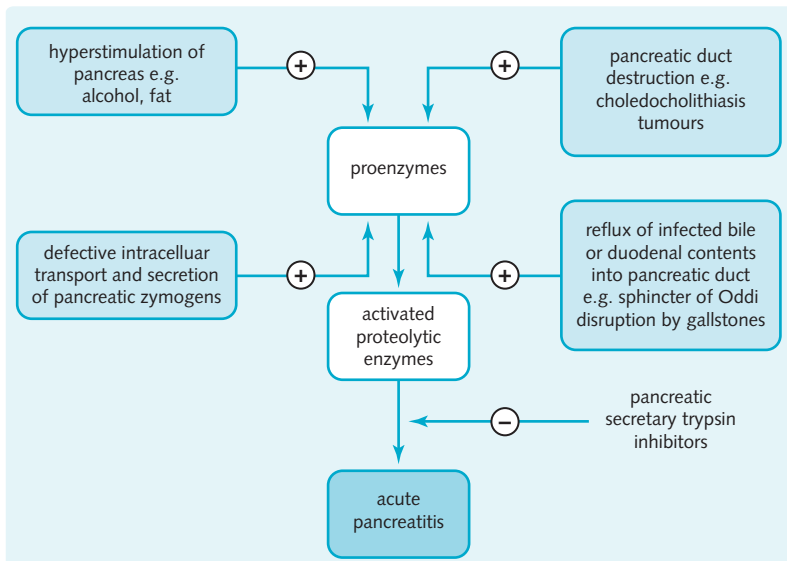 hyperstimulation of
pancreas e.g.
alcohol, fat
+
+
pancreatic duct
destruction e.g.
choledocholithiasis
tumours
proenzymes
defective intracelluar
transport and secretion
of pancreatic zymogens
+
+
reflux of infected bile
or duodenal contents
into pancreatic duct
e.g. sphincter of Oddi
disruption by gallstones
activated
proteolytic
enzymes
−
pancreatic
secretary trypsin
inhibitors
acute
pancreatitis